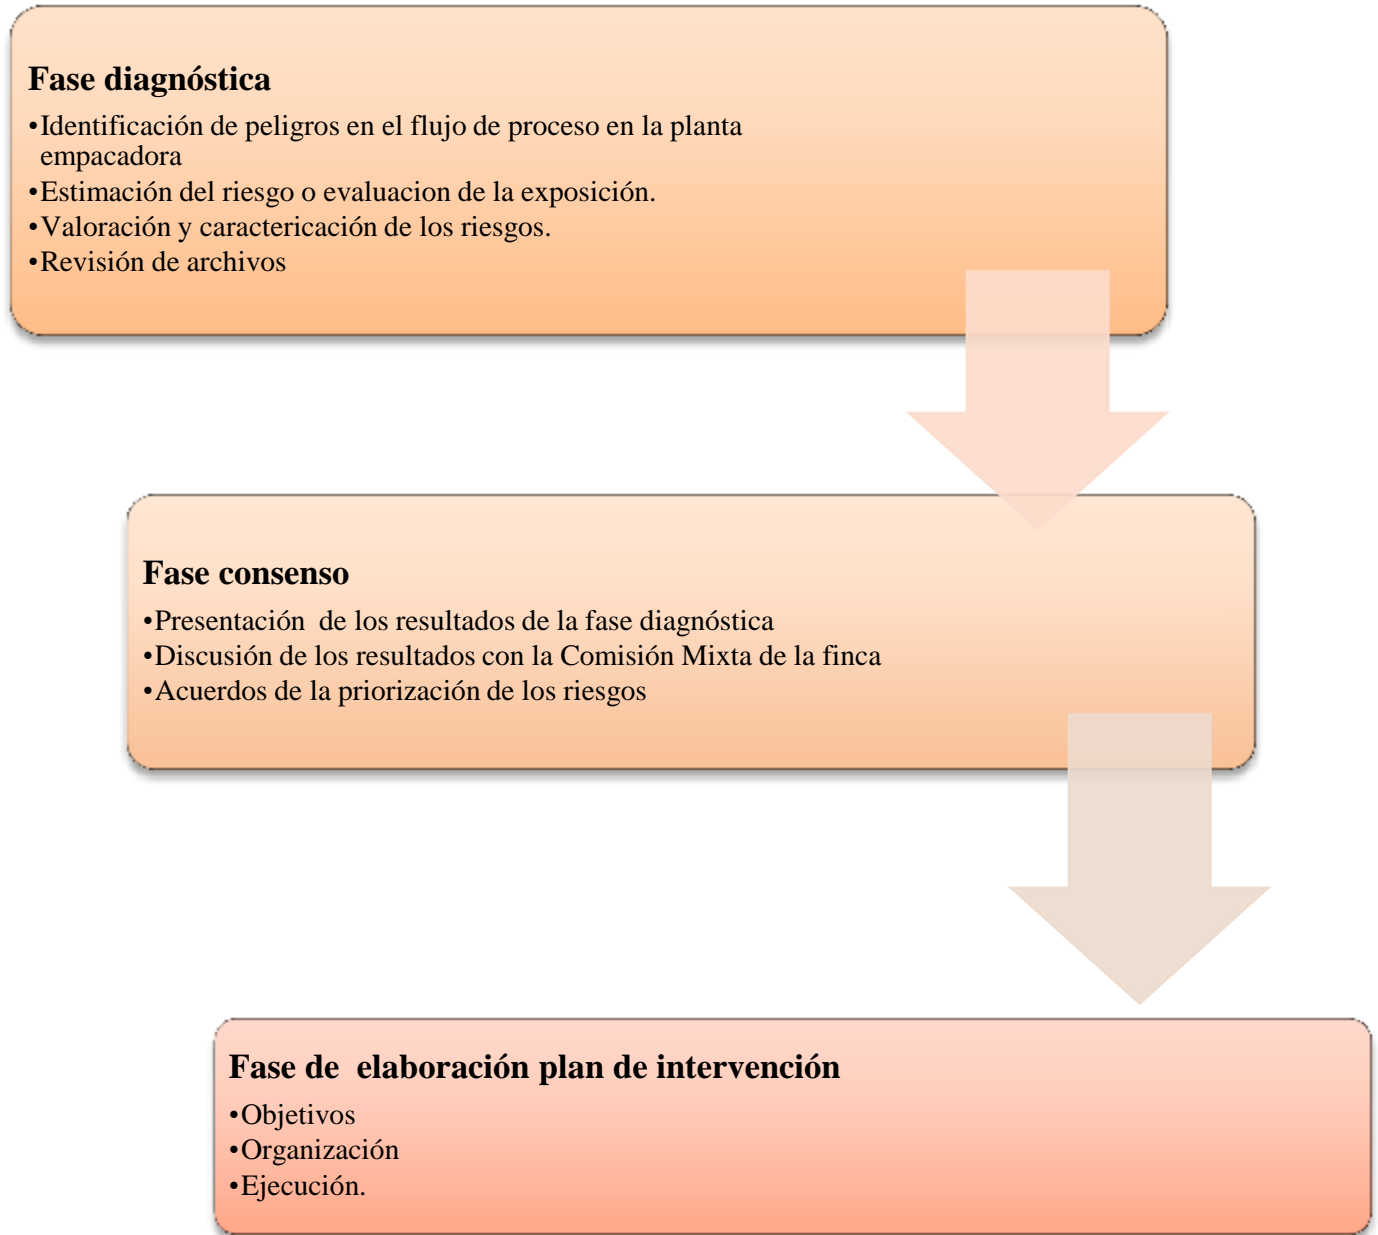 Fase diagnóstica
•Identificación de peligros en el flujo de proceso en la planta
empacadora
•Estimación del riesgo o evaluacion de la exposición.
•Valoración y caractericación de los riesgos.
•Revisión de archivos
Fase consenso
•Presentación  de los resultados de la fase diagnóstica
•Discusión de los resultados con la Comisión Mixta de la finca
•Acuerdos de la priorización de los riesgos
Fase de  elaboración plan de intervención
•Objetivos
•Organización
•Ejecución.